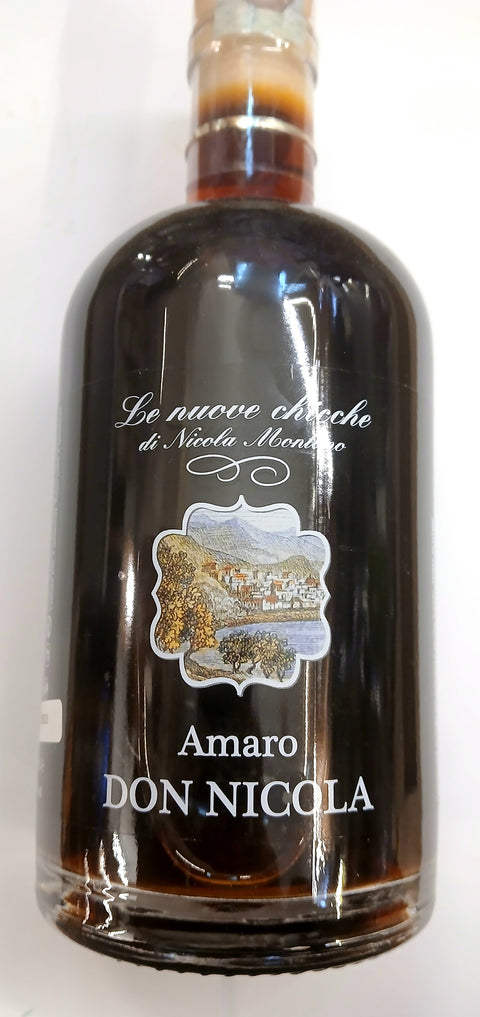 Le nuove chicche
di Nicola
Amaro
DON NICOLA